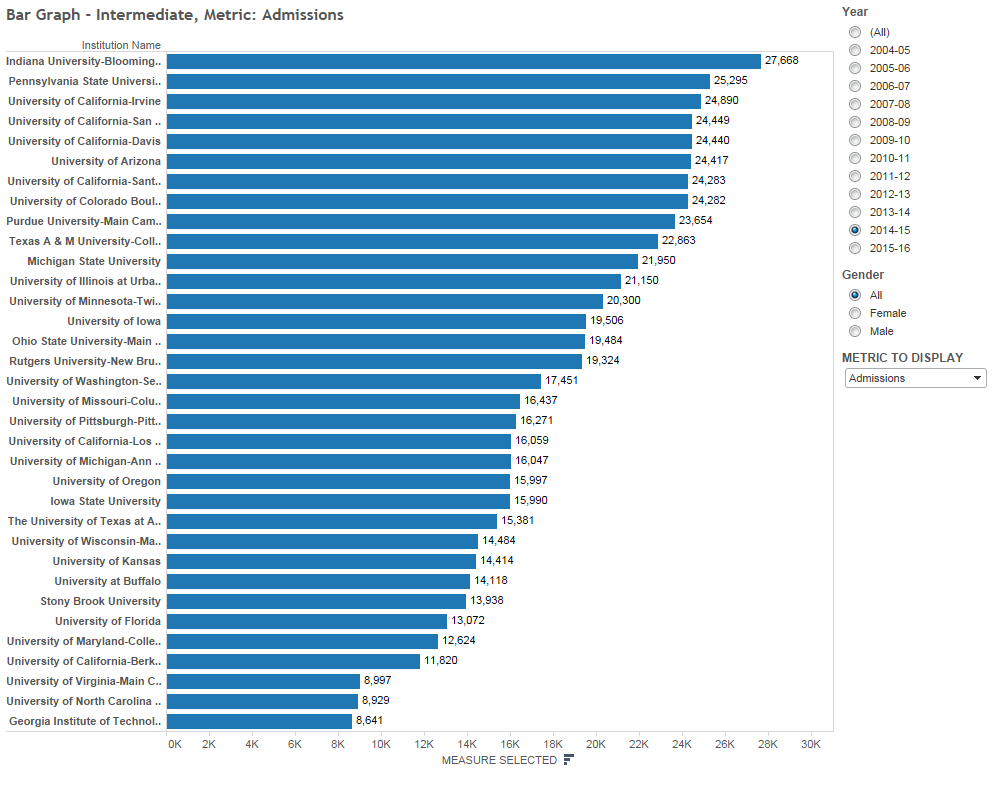 Bar Graph - Intermediate, Metric: Admissions
Institution Name
Indiana University-Blooming.. 27,668
Pennsylvania State Universi.. 25,295
University of California-Irvine 24,890
University of California-San .. 24,449
University of California-Davis 24,440
University of Arizona 24,417
University of California-Sant.. 24,283
University of Colorado Boul.. 24,282
Purdue University-Main Cam.. 23,654
Texas A & M University-Coll.. 22,863
Michigan State University 21,950
University of Illinois at Urba.. 21,150
University of Minnesota-Twi.. 20,300
University of Iowa 19,506
Ohio State University-Main .. 19,484
Rutgers University-New Bru.. 19,324
University of Washington-Se.. 17,451
University of Missouri-Colu.. 16,437
University of Pittsburgh-Pitt.. 16,271
University of California-Los .. 16,059
University of Michigan-Ann .. 16,047
University of Oregon 15,997
Iowa State University 15,990
The University of Texas at A.. 15,381
University of Wisconsin-Ma.. 14,484
University of Kansas 14,414
University at Buffalo 14,118
Stony Brook University 13,938
University of Florida 13,072
University of Maryland-Colle.. 12,624
University of California-Berk.. 11,820
University of Virginia-Main C.. 8,997
University of North Carolina .. 8,929
Georgia Institute of Technol.. 8,641
0K 2K 4K 6K 8K 10K 12K 14K 16K 18K 20K 22K 24K 26K 28K 30K
MEASURE SELECTED
Year
(All)
2004-05
2005-06
2006-07
2007-08
2008-09
2009-10
2010-11
2011-12
2012-13
2013-14
2014-15
2015-16
Gender
All
Female
Male
METRIC TO DISPLAY
Admissions